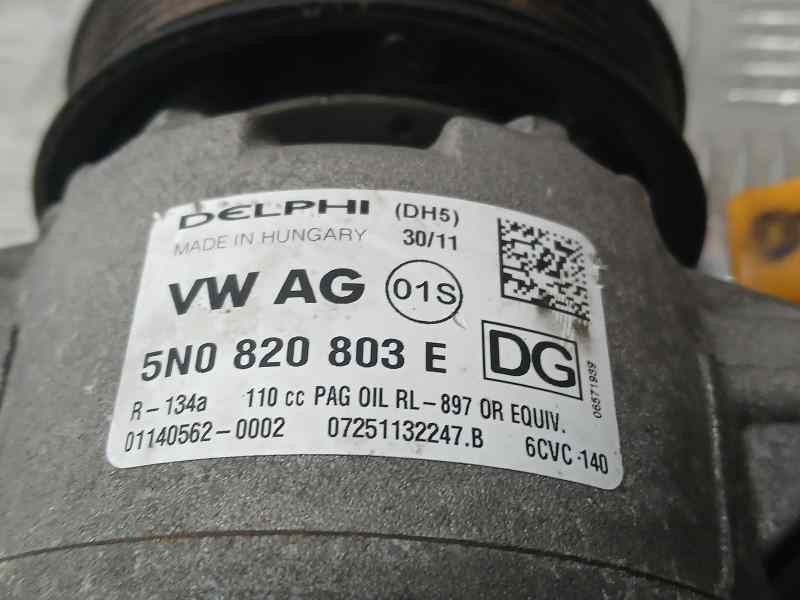 DELPHI (DH5)
MADE IN HUNGARY 30/11
VW AG 01S
5N0 820 803 E DG
R-134a 110 cc PAG OIL RL-897 OR EQUIV.
01140562-0002 07251132247.B 6CVC-140
06571939